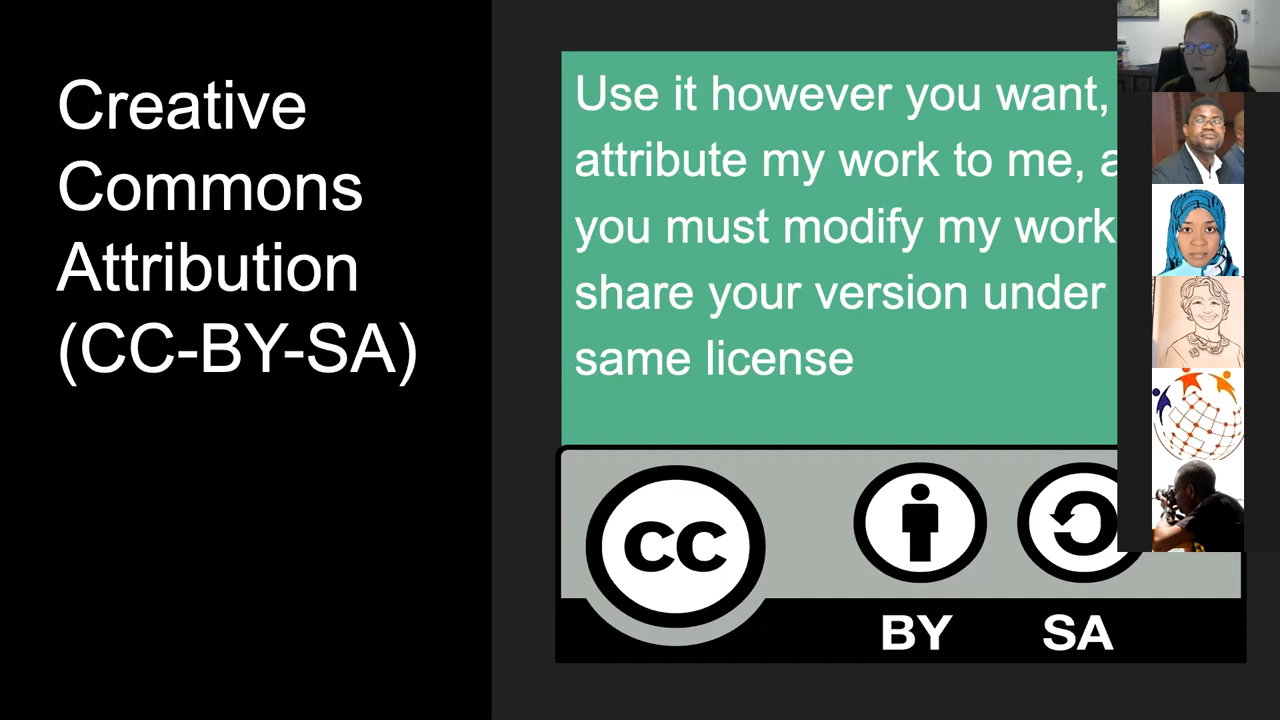 Creative
Commons
Attribution
(CC-BY-SA)
Use it however you want,
attribute my work to me, a
you must modify my work
share your version under
same license
CC
BY
SA